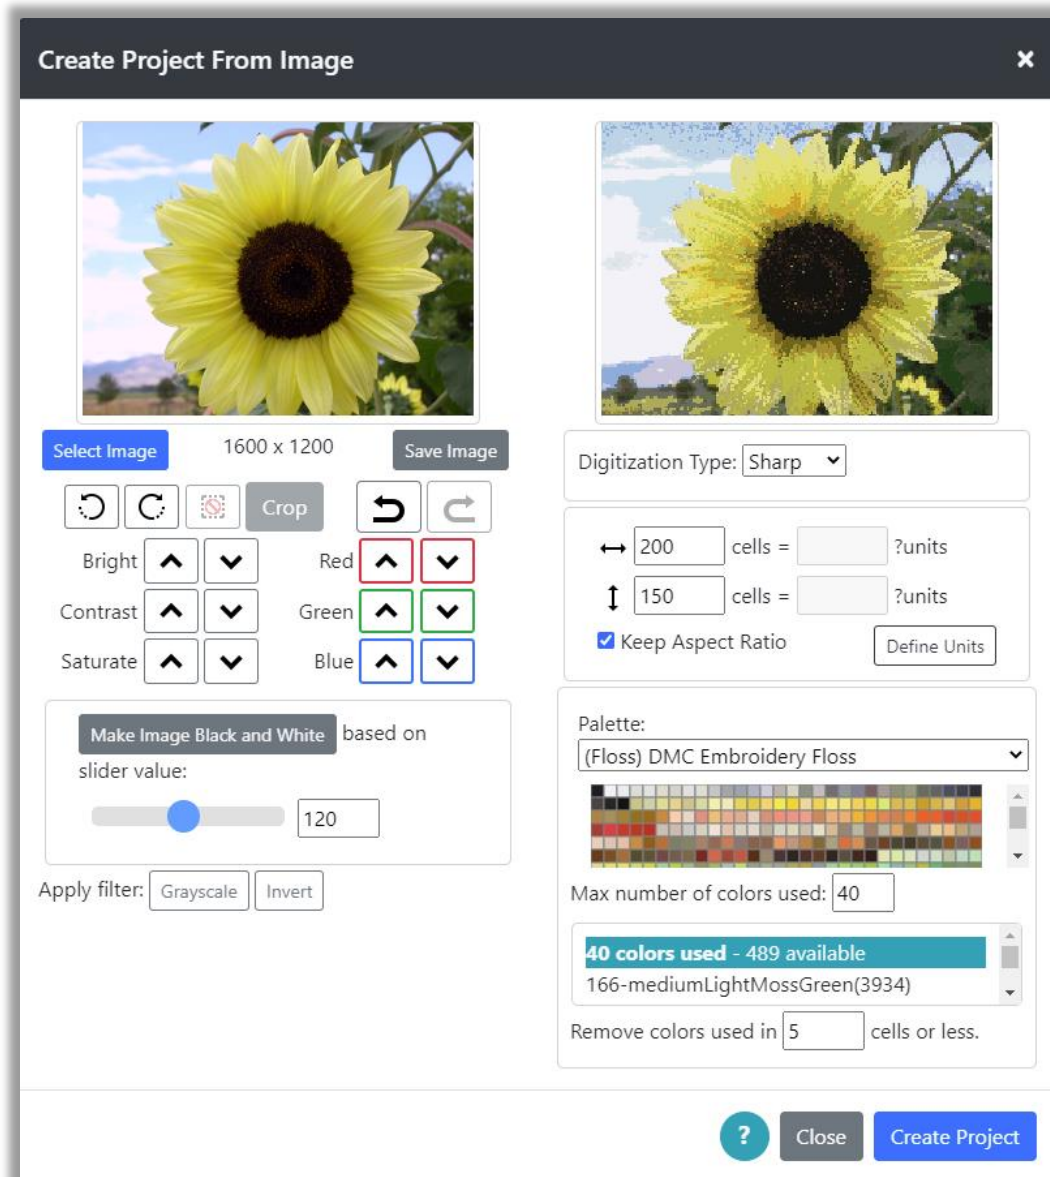 Create Project From Image ×
Select Image 1600 x 1200 Save Image
Crop
Bright Red
Contrast Green
Saturate Blue
Make Image Black and White based on
slider value:
120
Apply filter: Grayscale Invert
Digitization Type: Sharp
200 cells = ?units
150 cells = ?units
Keep Aspect Ratio Define Units
Palette:
(Floss) DMC Embroidery Floss
Max number of colors used: 40
40 colors used - 489 available
166-mediumLightMossGreen(3934)
Remove colors used in 5 cells or less.
? Close Create Project